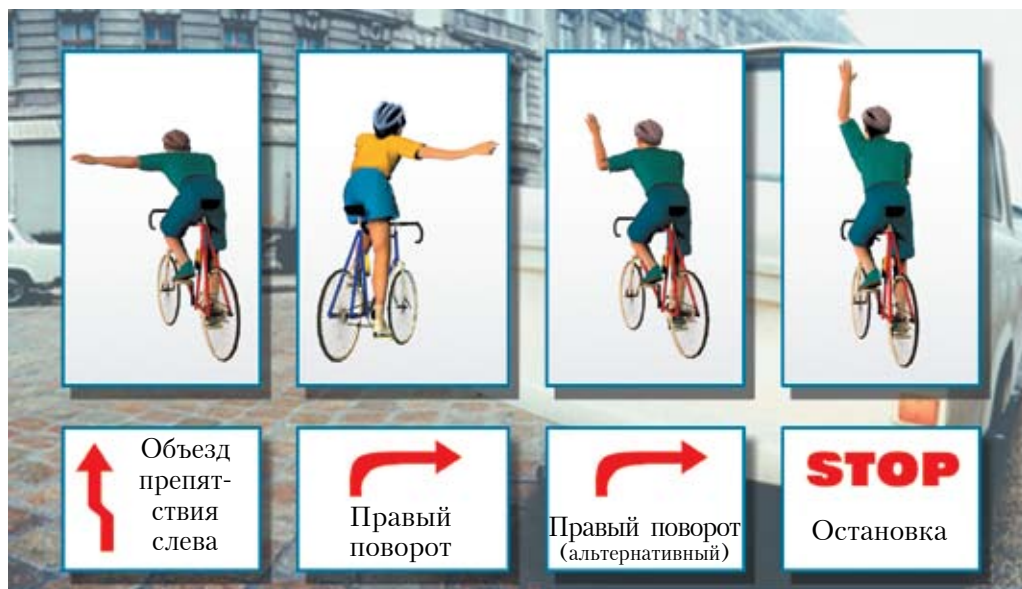 Объезд
препят-
ствия
слева
Правый
поворот
Правый поворот
(альтернативный)
STOP
Остановка